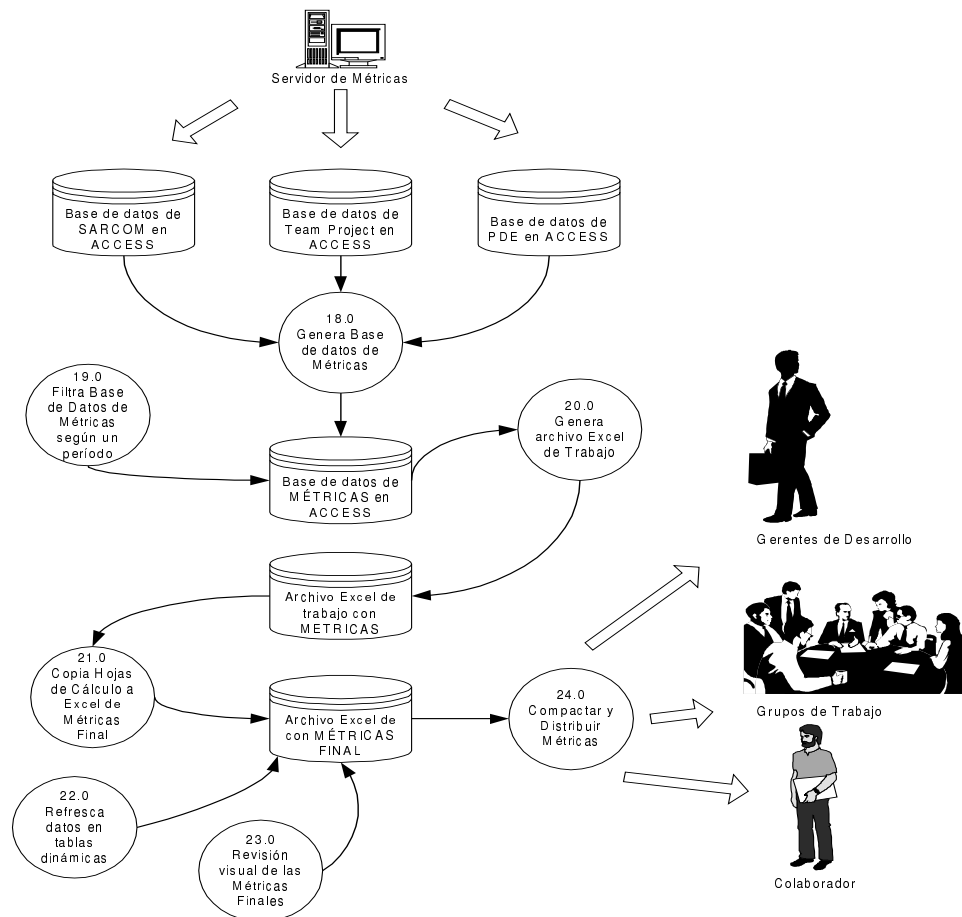 Servidor de Métricas
Base de datos de
SARCOM en
ACCESS
Base de datos de
Team Project en
ACCESS
Base de datos de
PDE en ACCESS
18.0
Genera Base
de datos de
Métricas
19.0
Filtra Base
de Datos de
Métricas
según un
período
20.0
Genera
archivo Excel
de Trabajo
Base de datos de
MÉTRICAS en
ACCESS
Gerentes de Desarrollo
Archivo Excel de
trabajo con
METRICAS
21.0
Copia Hojas
de Cálculo a
Excel de
Métricas
Final
Archivo Excel de
con MÉTRICAS
FINAL
24.0
Compactar y
Distribuir
Métricas
Grupos de Trabajo
22.0
Refresca
datos en
tablas
dinámicas
23.0
Revisión
visual de las
Métricas
Finales
Colaborador